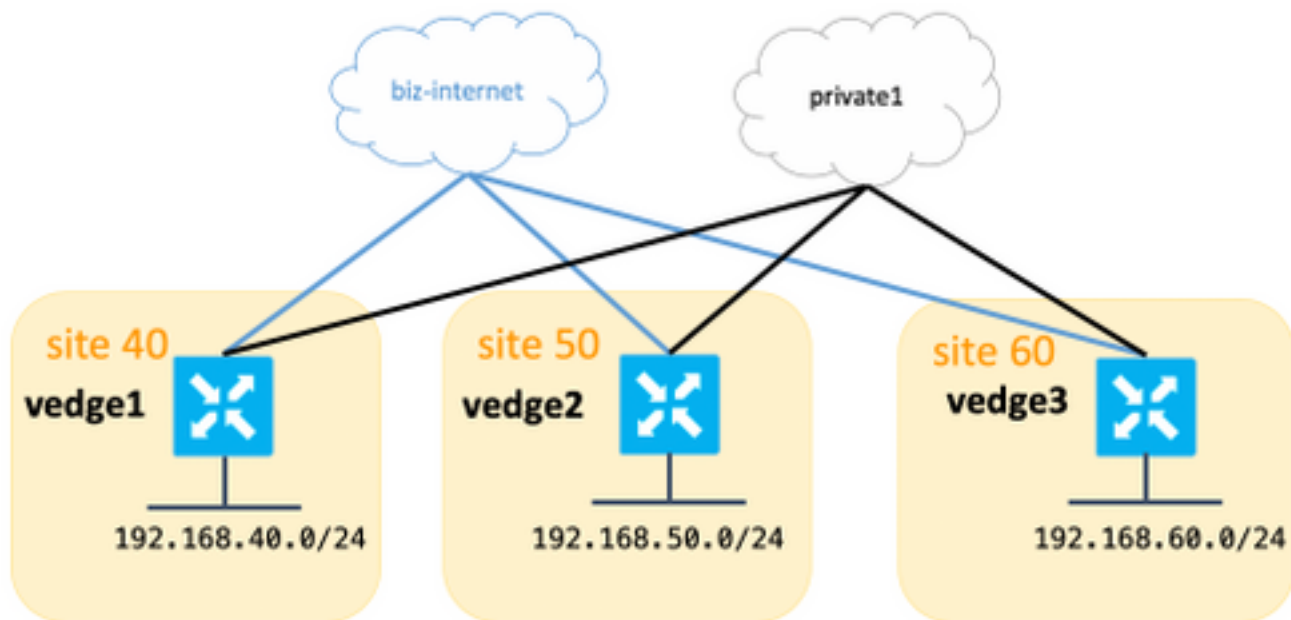 biz-internet
private1
site 40
vedge1
192.168.40.0/24
site 50
vedge2
192.168.50.0/24
site 60
vedge3
192.168.60.0/24